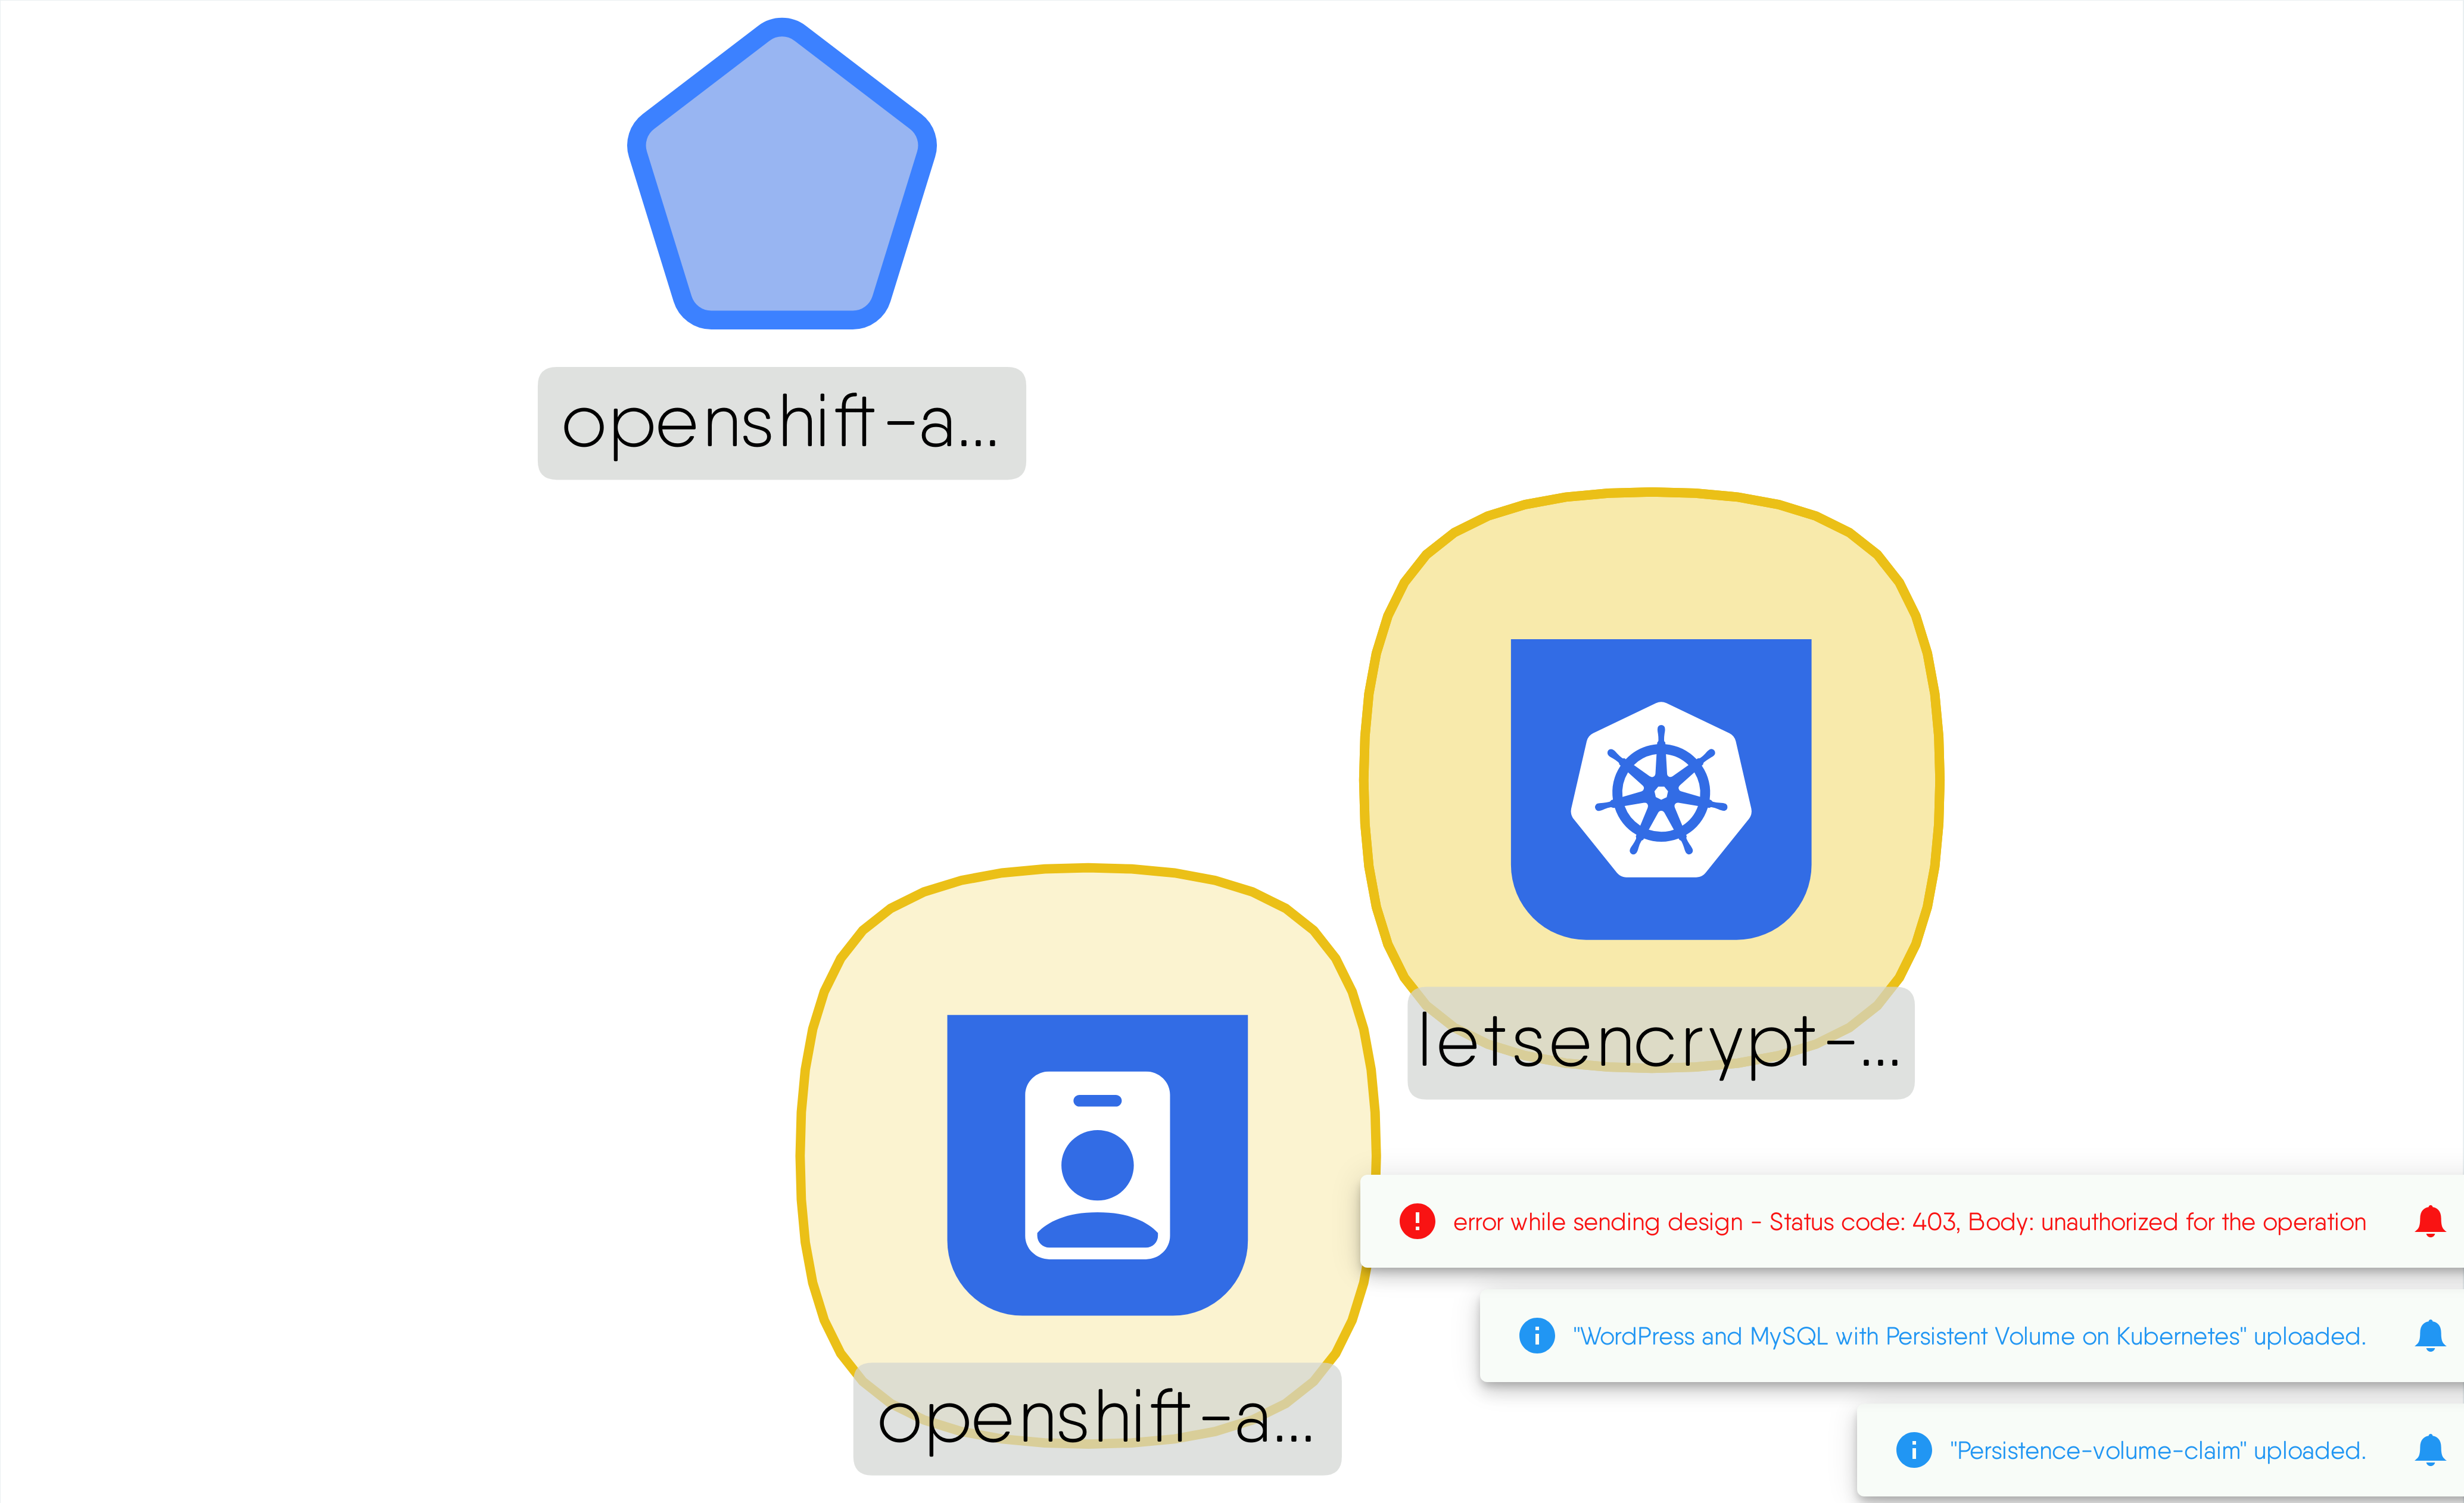 openshift-a...
letsencrypt-...
error while sending design - Status code: 403, Body: unauthorized for the operation
"WordPress and MySQL with Persistent Volume on Kubernetes" uploaded.
openshift-a...
"Persistence-volume-claim" uploaded.